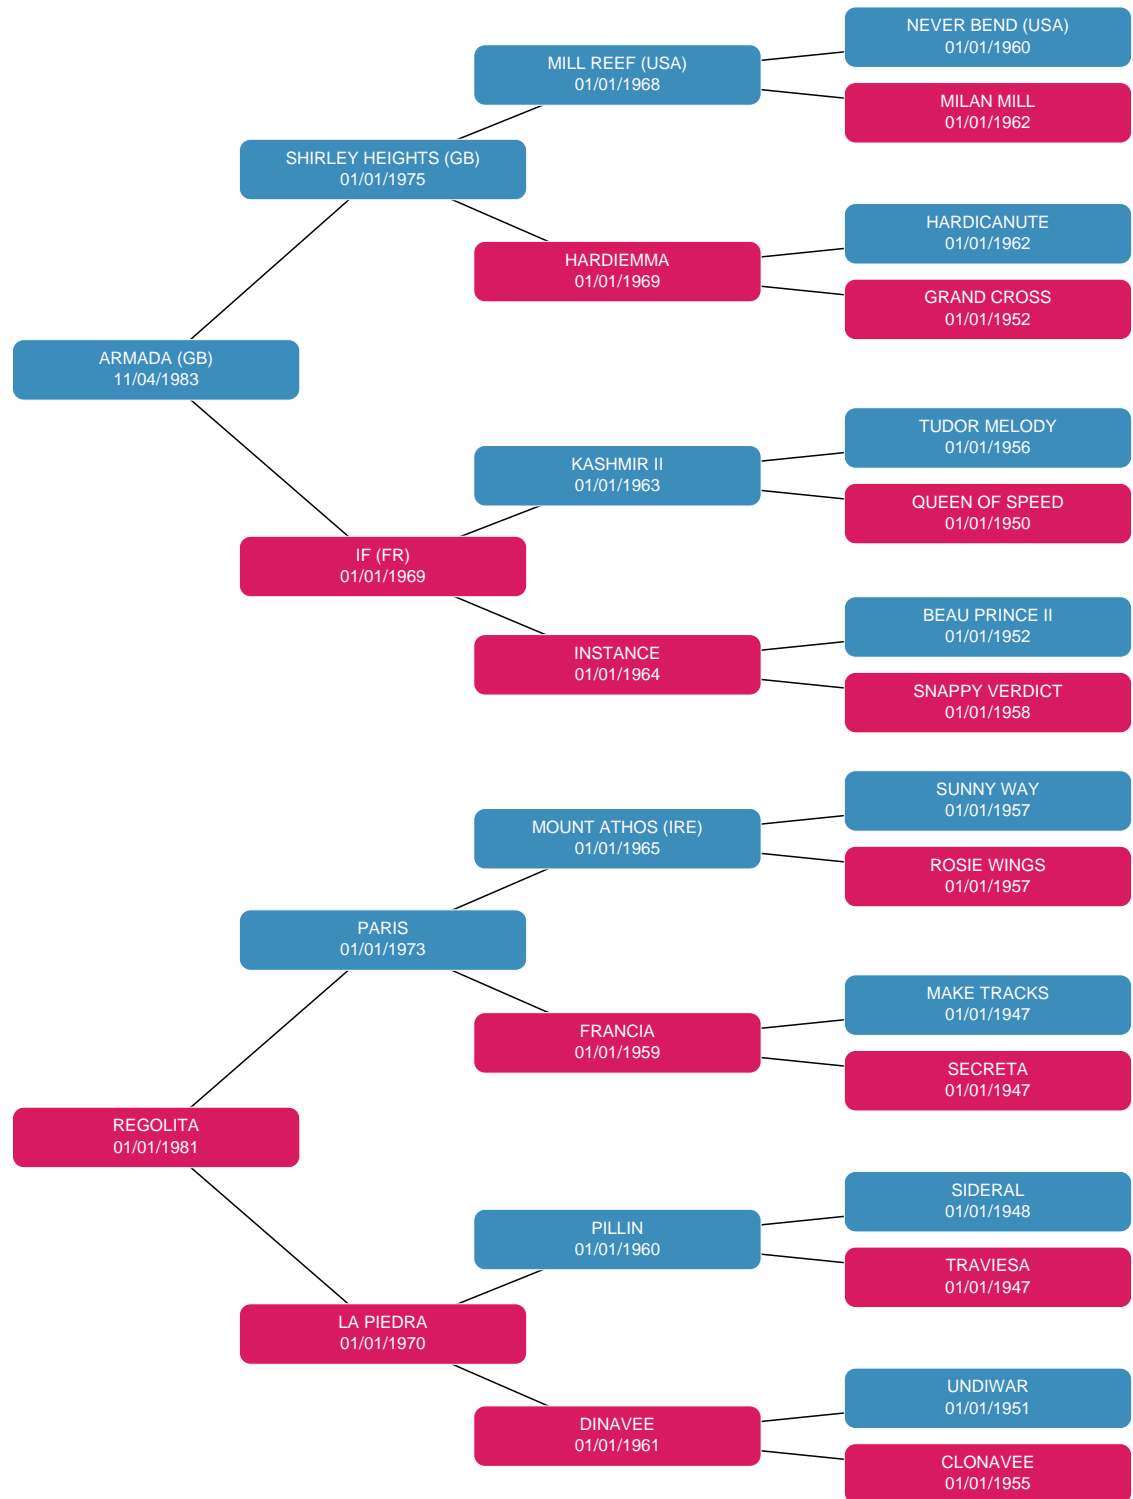 NEVER BEND (USA)
01/01/1960
MILL REEF (USA)
01/01/1968
MILAN MILL
01/01/1962
SHIRLEY HEIGHTS (GB)
01/01/1975
HARDICANUTE
01/01/1962
HARDIEMMA
01/01/1969
GRAND CROSS
01/01/1952
ARMADA (GB)
11/04/1983
TUDOR MELODY
01/01/1956
KASHMIR II
01/01/1963
QUEEN OF SPEED
01/01/1950
IF (FR)
01/01/1969
BEAU PRINCE II
01/01/1952
INSTANCE
01/01/1964
SNAPPY VERDICT
01/01/1958
SUNNY WAY
01/01/1957
MOUNT ATHOS (IRE)
01/01/1965
ROSIE WINGS
01/01/1957
PARIS
01/01/1973
MAKE TRACKS
01/01/1947
FRANCIA
01/01/1959
SECRETA
01/01/1947
REGOLITA
01/01/1981
SIDERAL
01/01/1948
PILLIN
01/01/1960
TRAVIESA
01/01/1947
LA PIEDRA
01/01/1970
UNDIWAR
01/01/1951
DINAVEE
01/01/1961
CLONAVEE
01/01/1955